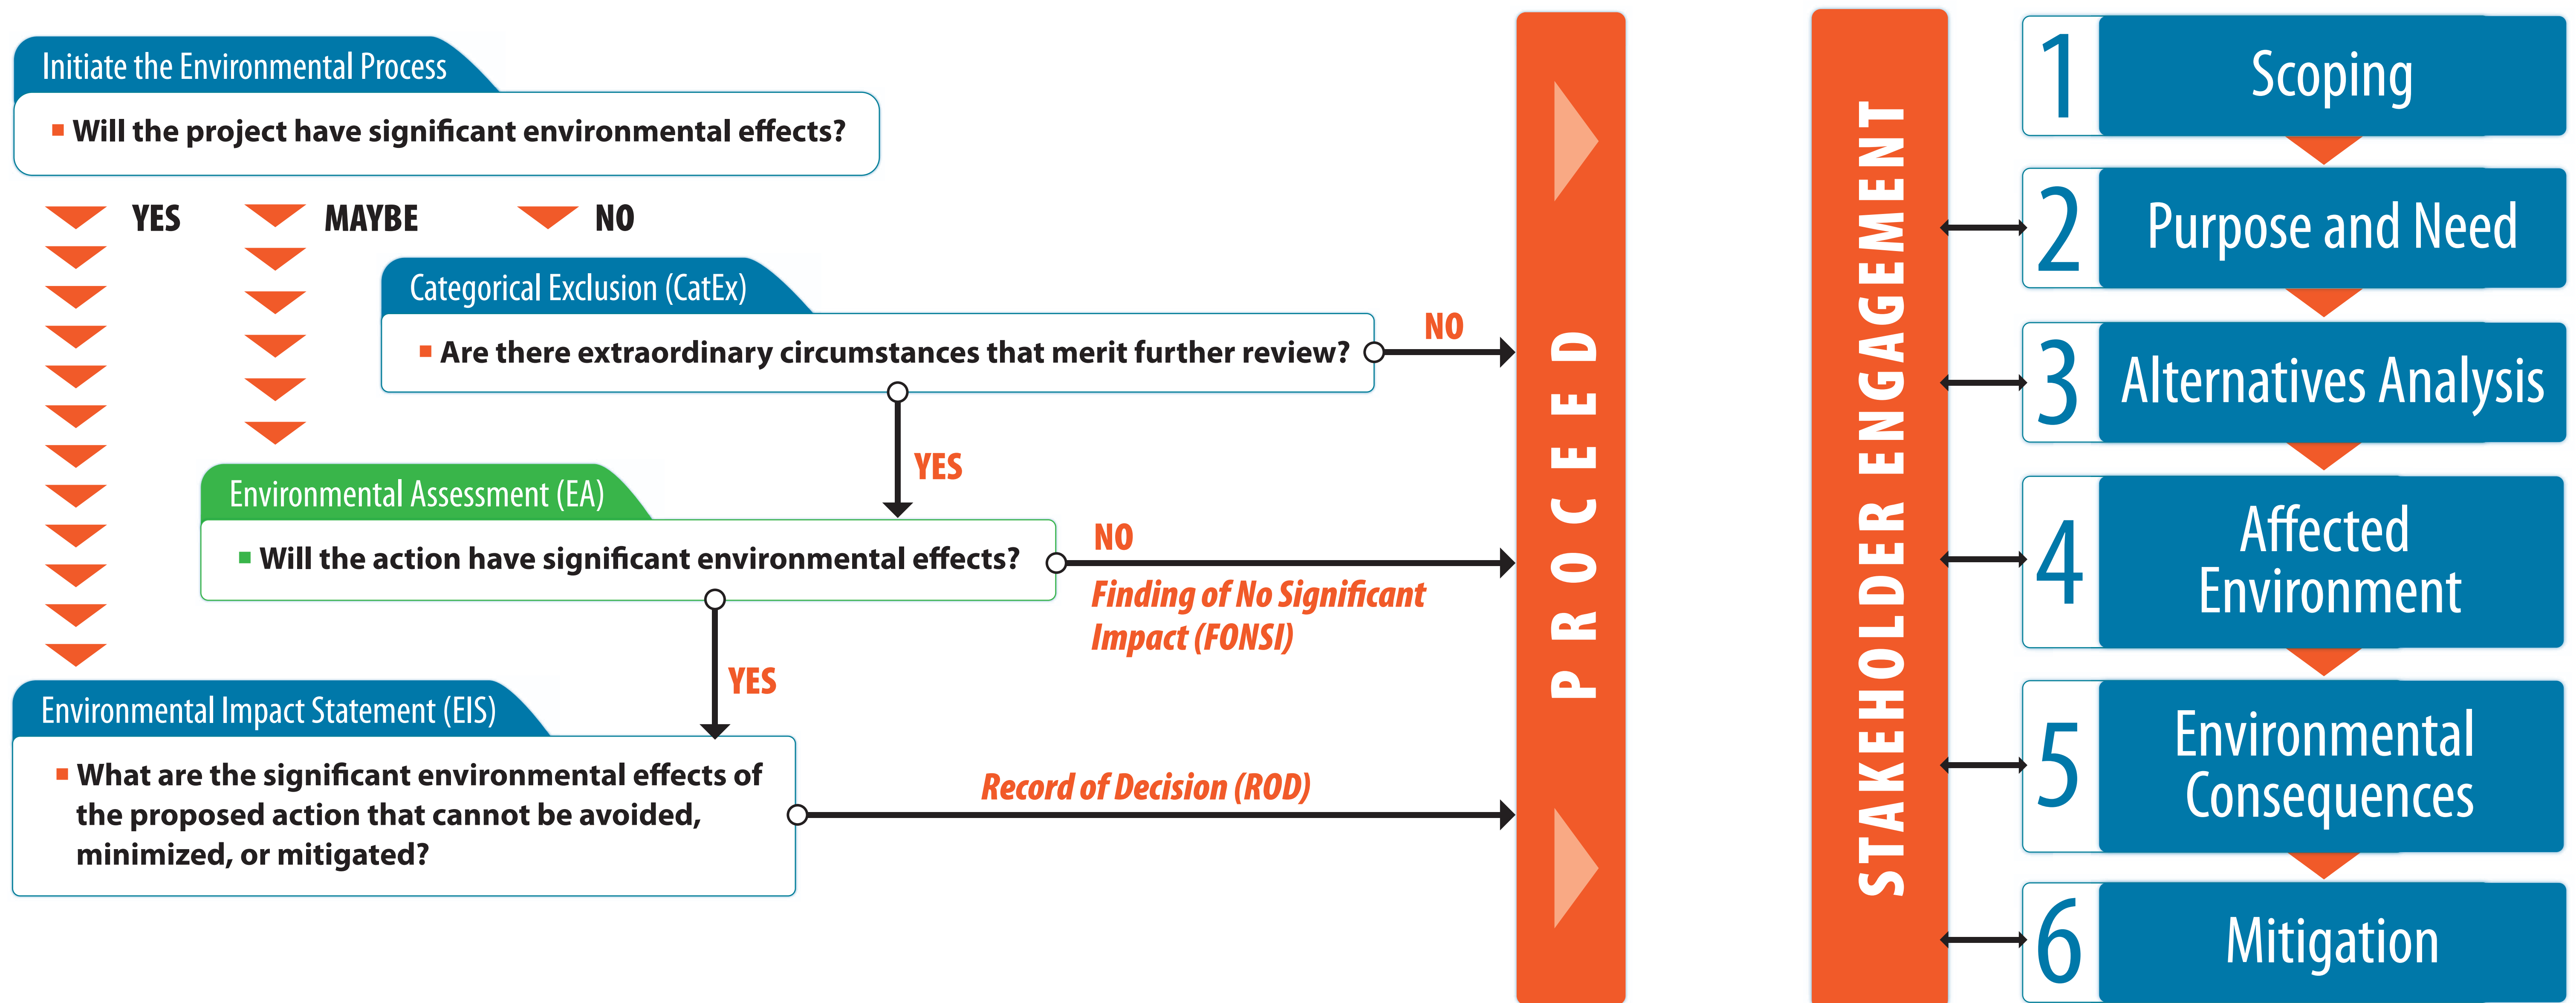 Initiate the Environmental Process
▪ Will the project have significant environmental effects?
YES
MAYBE
NO
Categorical Exclusion (CatEx)
▪ Are there extraordinary circumstances that merit further review?
NO
YES
Environmental Assessment (EA)
▪ Will the action have significant environmental effects?
NO
Finding of No Significant
Impact (FONSI)
YES
Environmental Impact Statement (EIS)
▪ What are the significant environmental effects of
the proposed action that cannot be avoided,
minimized, or mitigated?
Record of Decision (ROD)
PROCEED
STAKEHOLDER ENGAGEMENT
1 Scoping
2 Purpose and Need
3 Alternatives Analysis
4 Affected
Environment
5 Environmental
Consequences
6 Mitigation